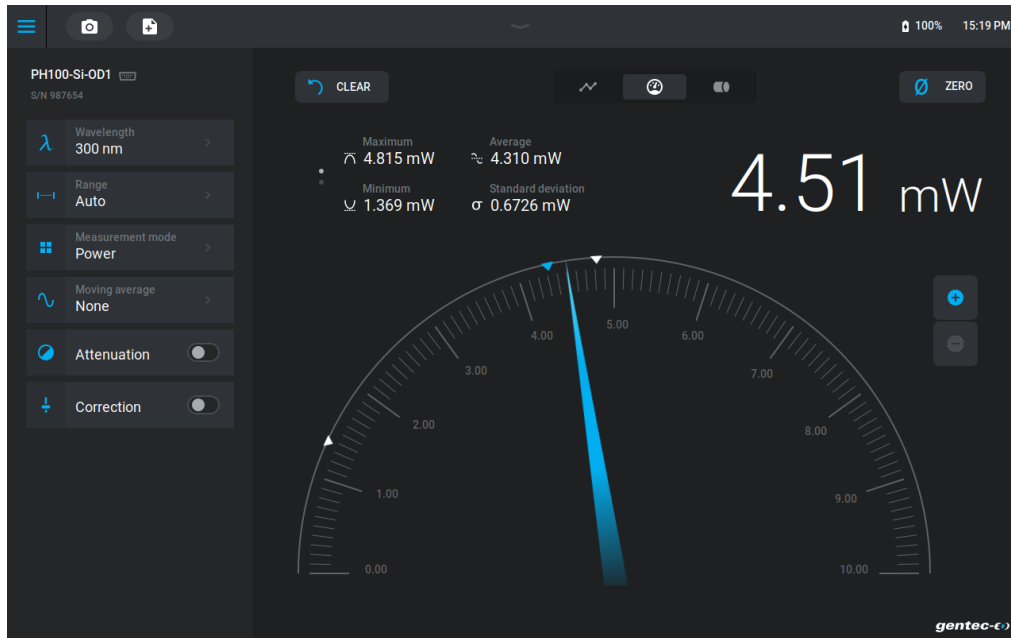 100% 15:19 PM
PH100-Si-OD1
S/N 987654
Wavelength
300 nm
Range
Auto
Measurement mode
Power
Moving average
None
Attenuation
Correction
CLEAR
ZERO
Maximum
4.815 mW
Average
4.310 mW
Minimum
1.369 mW
Standard deviation
σ 0.6726 mW
4.51 mW
0.00
1.00
2.00
3.00
4.00
5.00
6.00
7.00
8.00
9.00
10.00
gentec-eo